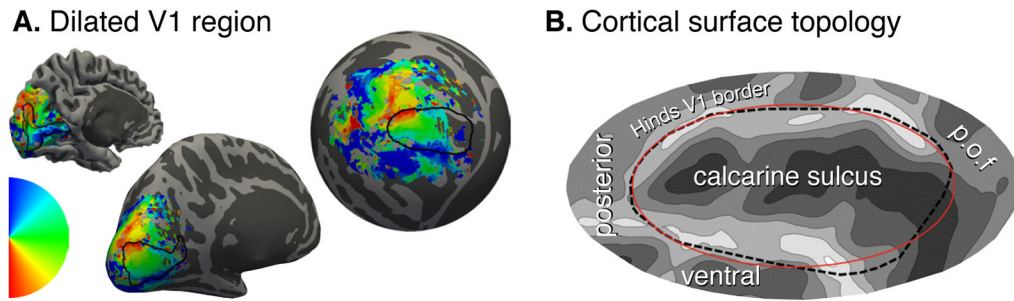 A. Dilated V1 region
B. Cortical surface topology
Hinds V1 border
p.o.f
posterior
calcarine sulcus
ventral